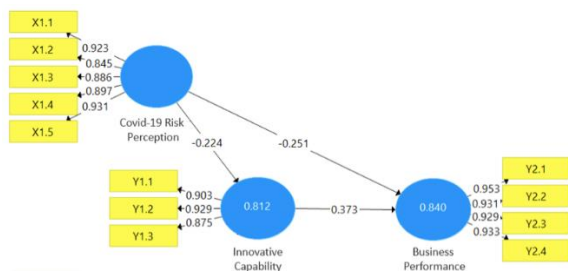 X1.1
X1.2
X1.3
X1.4
X1.5
0.923
0.845
0.886
0.897
0.931
Covid-19 Risk
Perception
-0.224
-0.251
Y1.1
Y1.2
Y1.3
0.903
0.929
0.875
0.812
Innovative
Capability
0.373
0.840
Business
Performance
0.953
0.931
0.929
0.933
Y2.1
Y2.2
Y2.3
Y2.4